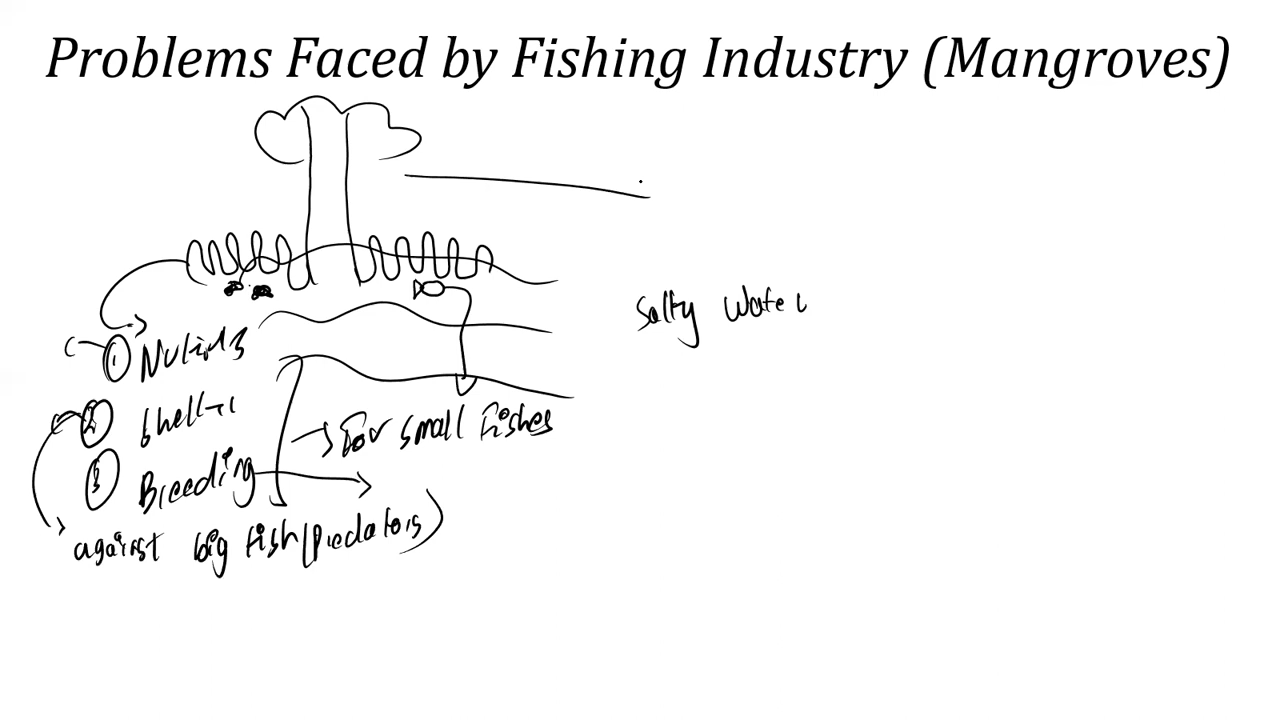 Problems Faced by Fishing Industry (Mangroves)
Salty Water
1 Nutrients
2 Shelter
3 Breeding
→ For small Fishes
against big fish (predators)